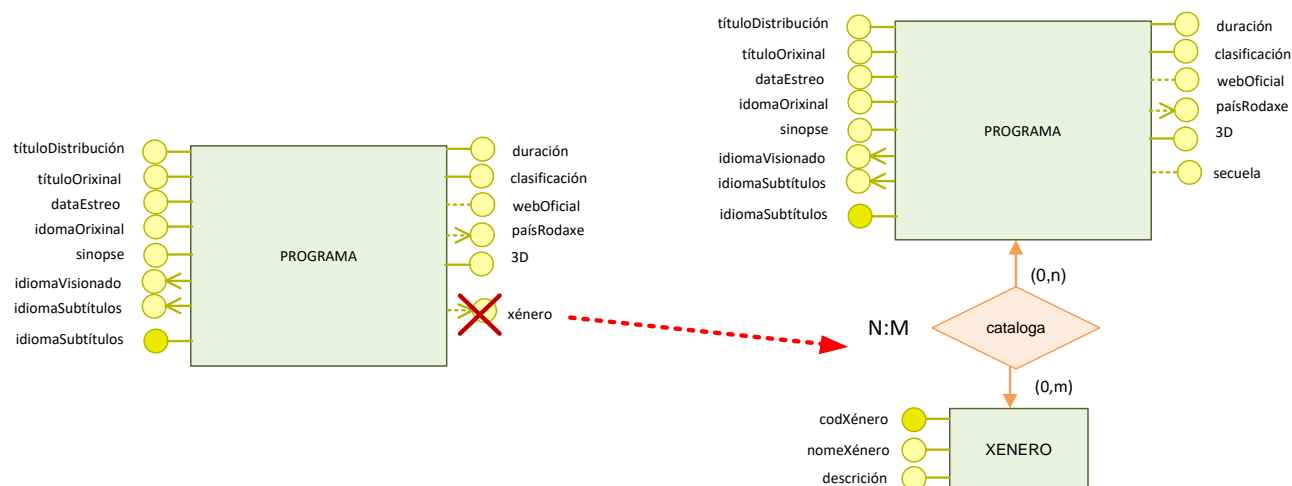 títuloDistribución
títuloOrixinal
dataEstreo
idomaOrixinal
sinopse
idiomaVisionado
idiomaSubtítulos
idiomaSubtítulos
PROGRAMA
duración
clasificación
webOficial
paísRodaxe
3D
xénero
títuloDistribución
títuloOrixinal
dataEstreo
idomaOrixinal
sinopse
idiomaVisionado
idiomaSubtítulos
idiomaSubtítulos
PROGRAMA
duración
clasificación
webOficial
paísRodaxe
3D
secuela
(0,n)
N:M
cataloga
(0,m)
codXénero
nomeXénero
descrición
XENERO